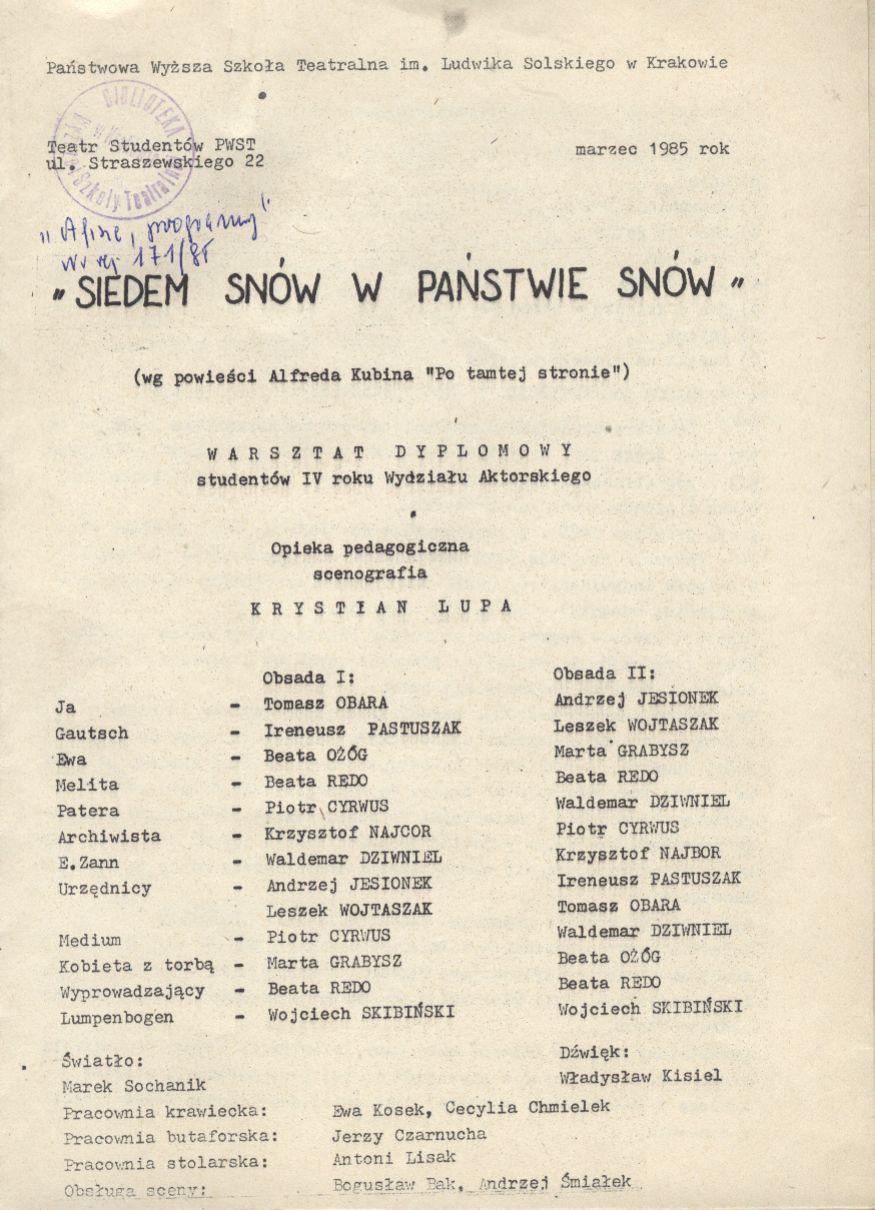 Państwowa Wyższa Szkoła Teatralna im. Ludwika Solskiego w Krakowie
BIBLIOTEKA
Teatr Studentów PWST marzec 1985 rok
ul. Straszewskiego 22
Szkoły Teatralnej
"Afisze, programy"
171/85
"SIEDEM SNÓW W PAŃSTWIE SNÓW"
(wg powieści Alfreda Kubina "Po tamtej stronie")
WARSZTAT DYPLOMOWY
studentów IV roku Wydziału Aktorskiego
Opieka pedagogiczna
scenografia
KRYSTIAN LUPA
Obsada I: Obsada II:
Ja - Tomasz OBARA Andrzej JESIONEK
Gautsch - Ireneusz PASTUSZAK Leszek WOJTASZAK
Ewa - Beata OŻÓG Marta GRABYSZ
Melita - Beata REDO Beata REDO
Patera - Piotr CYRWUS Waldemar DZIWNIEL
Archiwista - Krzysztof NAJCOR Piotr CYRWUS
E.Zann - Waldemar DZIWNIEL Krzysztof NAJBOR
Urzędnicy - Andrzej JESIONEK Ireneusz PASTUSZAK
Leszek WOJTASZAK Tomasz OBARA
Medium - Piotr CYRWUS Waldemar DZIWNIEL
Kobieta z torbą - Marta GRABYSZ Beata OŻÓG
Wyprowadzający - Beata REDO Beata REDO
Lumpenbogen - Wojciech SKIBIŃSKI Wojciech SKIBIŃSKI
Światło: Dźwięk:
Marek Sochanik Władysław Kisiel
Pracownia krawiecka: Ewa Kosek, Cecylia Chmielek
Pracownia butaforska: Jerzy Czarnucha
Pracownia stolarska: Antoni Lisak
Obsługa sceny: Bogusław Bak, Andrzej Śmiałek